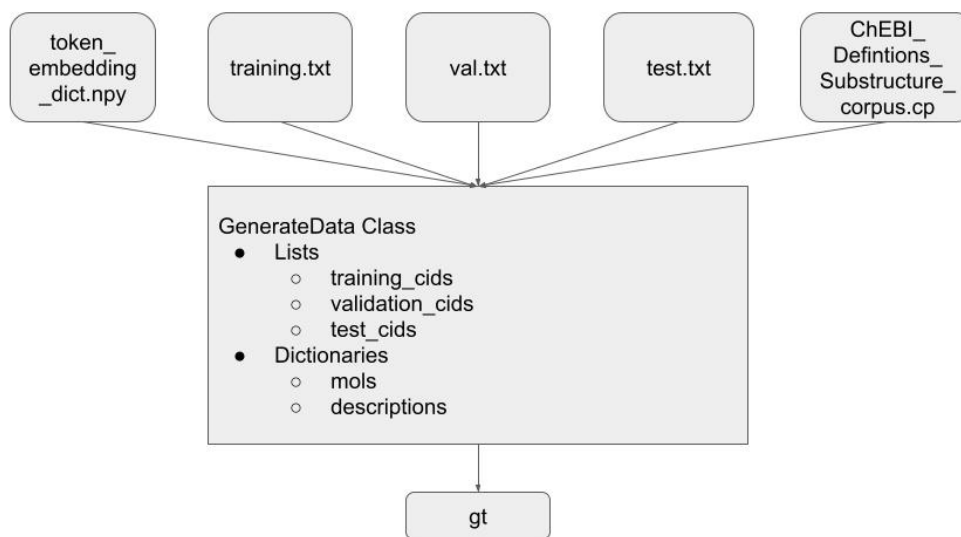 token_
embedding
_dict.npy
training.txt
val.txt
test.txt
ChEBI_
Defintions_
Substructure_
corpus.cp
GenerateData Class
● Lists
○ training_cids
○ validation_cids
○ test_cids
● Dictionaries
○ mols
○ descriptions
gt